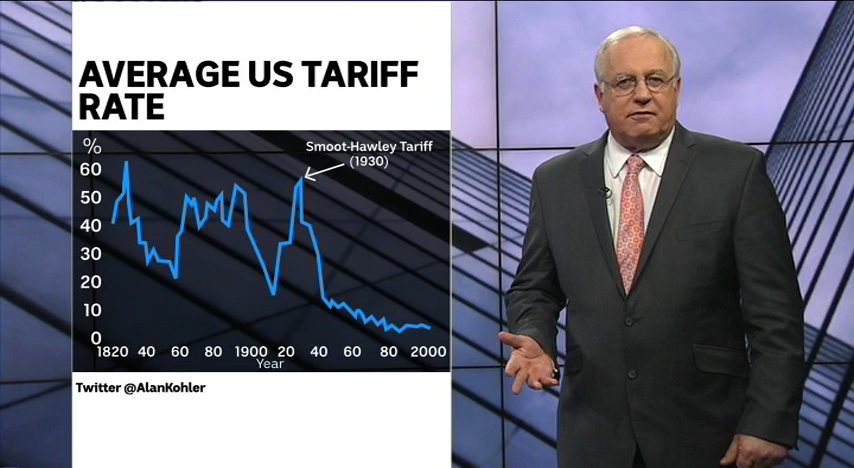 AVERAGE US TARIFF
RATE
%
Smoot-Hawley Tariff
(1930)
60
50
40
30
20
10
0
1820 40 60 80 1900 20 40 60 80 2000
Year
Twitter @AlanKohler